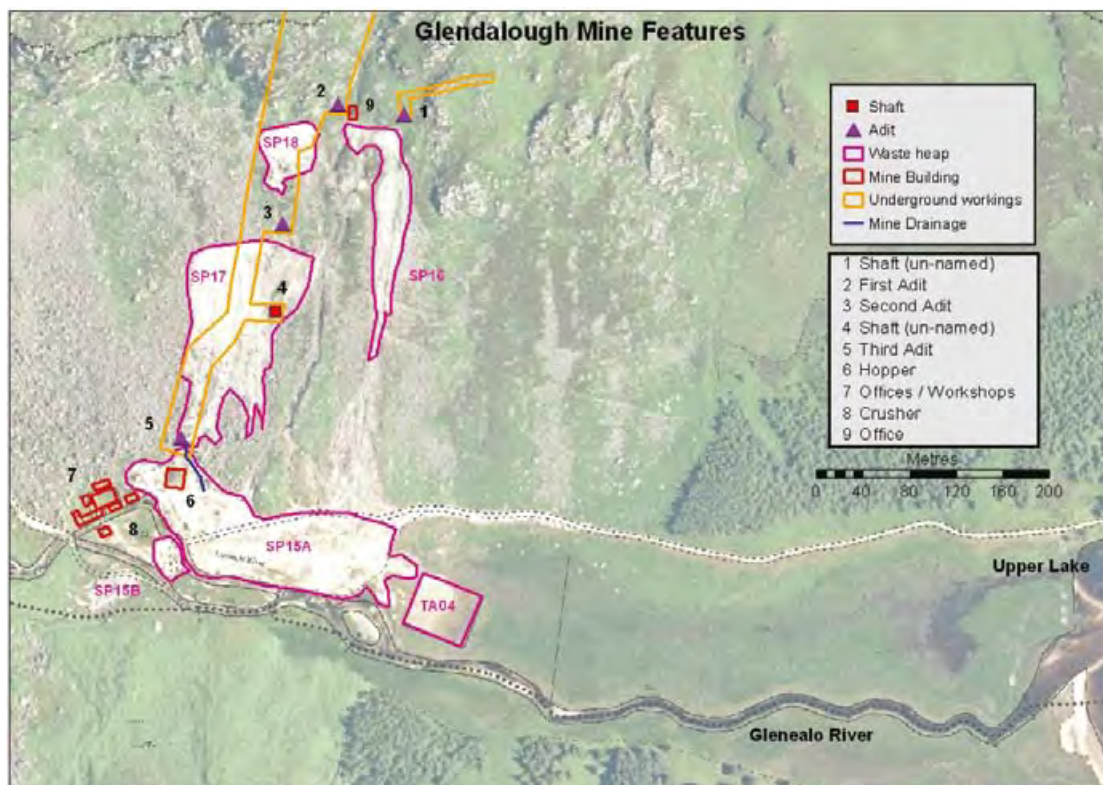 Glendalough Mine Features
2
9
1
SP18
3
SP17
SP16
4
5
7
6
8
SP15A
SP15B
TA04
Upper Lake
Glenealo River
Shaft
Adit
Waste heap
Mine Building
Underground workings
Mine Drainage
1 Shaft (un-named)
2 First Adit
3 Second Adit
4 Shaft (un-named)
5 Third Adit
6 Hopper
7 Offices / Workshops
8 Crusher
9 Office
Metres
0 20 40 80 120 160 200